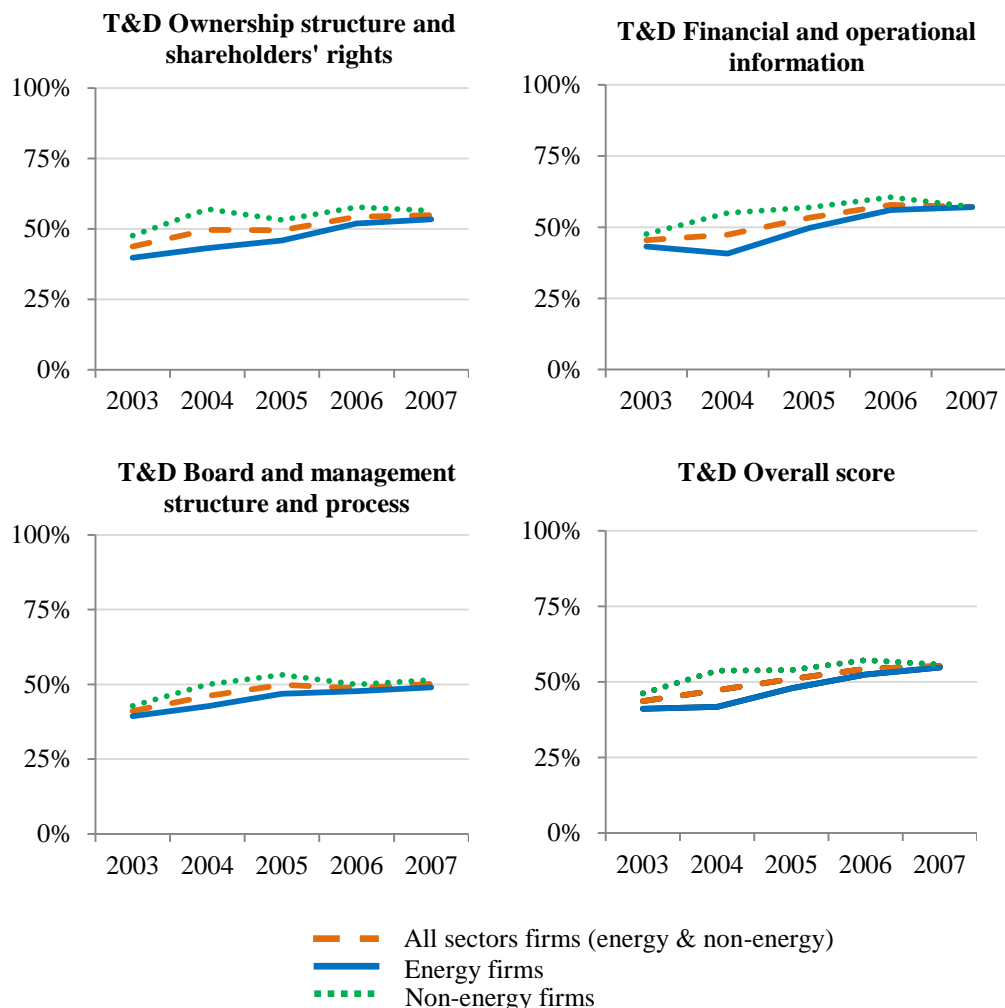 T&D Ownership structure and
shareholders' rights
100%
75%
50%
25%
0%
2003 2004 2005 2006 2007
T&D Financial and operational
information
100%
75%
50%
25%
0%
2003 2004 2005 2006 2007
T&D Board and management
structure and process
100%
75%
50%
25%
0%
2003 2004 2005 2006 2007
T&D Overall score
100%
75%
50%
25%
0%
2003 2004 2005 2006 2007
All sectors firms (energy & non-energy)
Energy firms
Non-energy firms